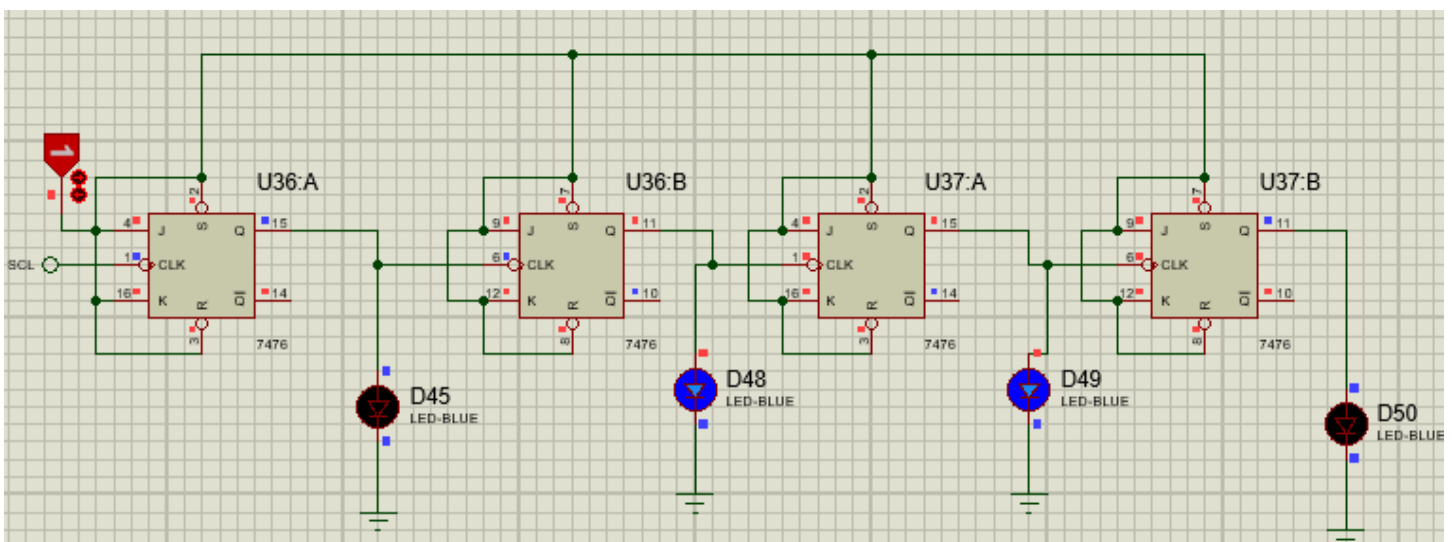 1
U36:A
2
4 J S Q 15
SCL 1 CLK
16 K R Q 14
3
7476
U36:B
7
9 J S Q 11
6 CLK
12 K R Q 10
8
7476
U37:A
2
4 J S Q 15
1 CLK
16 K R Q 14
3
7476
U37:B
7
9 J S Q 11
6 CLK
12 K R Q 10
8
7476
D45
LED-BLUE
D48
LED-BLUE
D49
LED-BLUE
D50
LED-BLUE